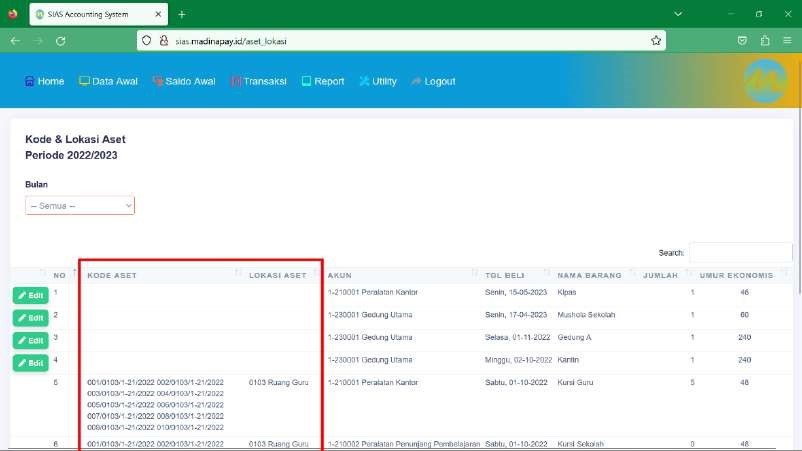 SIAS Accounting System
sias.madinapay.id/aset_lokasi
Home Data Awal Saldo Awal Transaksi Report Utility Logout
Kode & Lokasi Aset
Periode 2022/2023
Bulan
-- Semua --
Search:
NO KODE ASET LOKASI ASET AKUN TGL BELI NAMA BARANG JUMLAH UMUR EKONOMIS
Edit 1 1-210001 Peralatan Kantor Senin, 15-05-2023 Kipas 1 48
Edit 2 1-230001 Gedung Utama Senin, 17-04-2023 Mushola Sekolah 1 60
Edit 3 1-230001 Gedung Utama Selasa, 01-11-2022 Gedung A 1 240
Edit 4 1-230001 Gedung Utama Minggu, 02-10-2022 Kantin 1 240
5 001/0103/1-21/2022 002/0103/1-21/2022 0103 Ruang Guru 1-210001 Peralatan Kantor Sabtu, 01-10-2022 Kursi Guru 5 48
003/0103/1-21/2022 004/0103/1-21/2022
005/0103/1-21/2022 006/0103/1-21/2022
007/0103/1-21/2022 008/0103/1-21/2022
009/0103/1-21/2022 010/0103/1-21/2022
6 001/0103/1-21/2022 002/0103/1-21/2022 0103 Ruang Guru 1-210002 Peralatan Penunjang Pembelajaran Sabtu, 01-10-2022 Kursi Sekolah 0 48